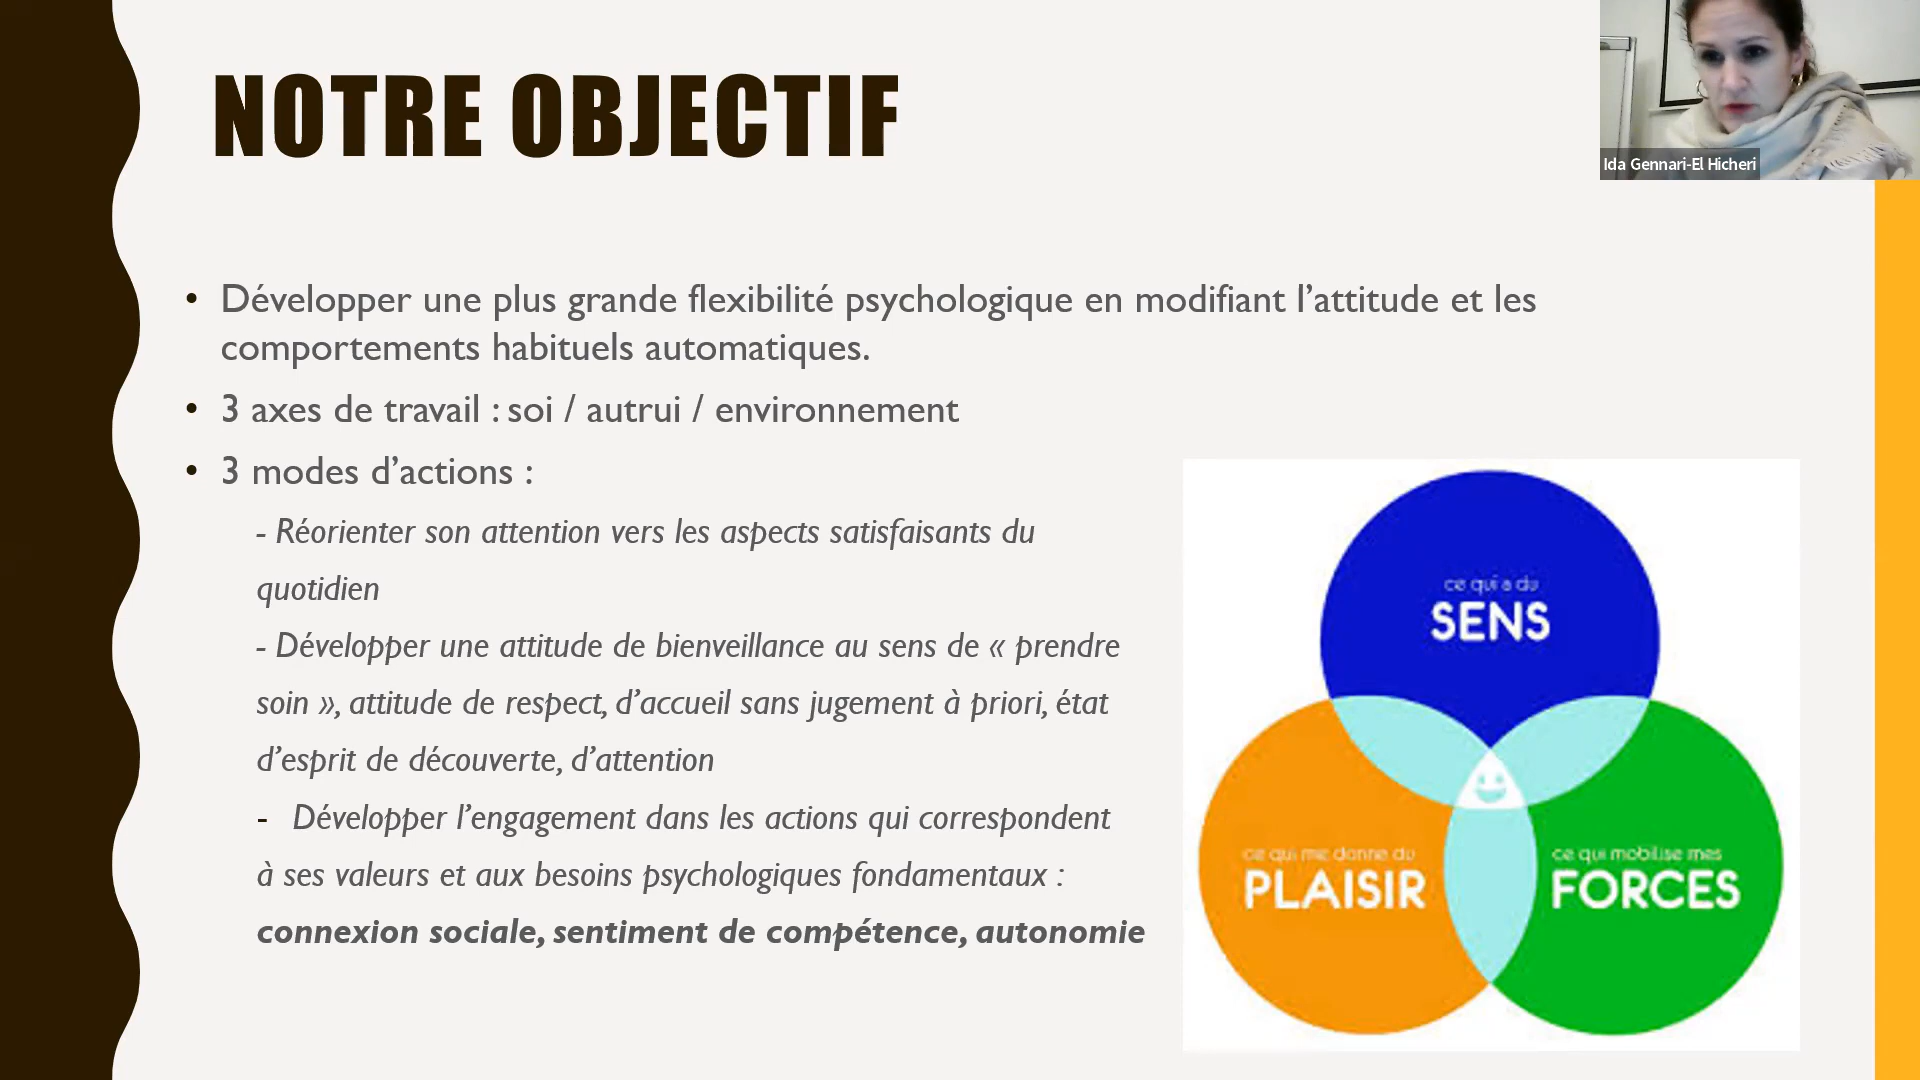 NOTRE OBJECTIF
Ida Gennari-El Hicheri
• Développer une plus grande flexibilité psychologique en modifiant l’attitude et les
comportements habituels automatiques.
• 3 axes de travail : soi / autrui / environnement
• 3 modes d’actions :
- Réorienter son attention vers les aspects satisfaisants du
quotidien
- Développer une attitude de bienveillance au sens de « prendre
soin », attitude de respect, d’accueil sans jugement à priori, état
d’esprit de découverte, d’attention
- Développer l’engagement dans les actions qui correspondent
à ses valeurs et aux besoins psychologiques fondamentaux :
connexion sociale, sentiment de compétence, autonomie
ce qui a du
SENS
ce qui me donne du
PLAISIR
ce qui mobilise mes
FORCES